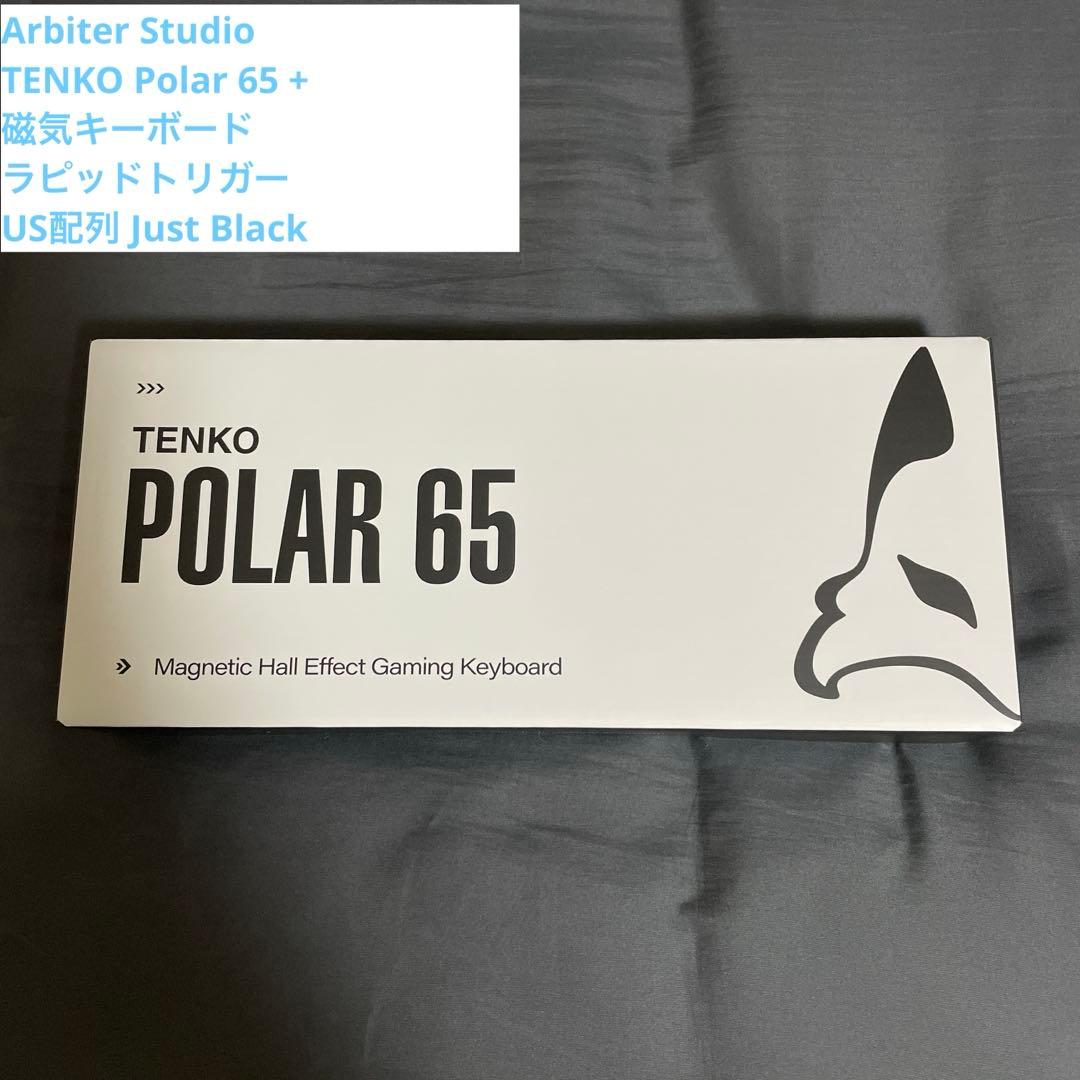 Arbiter Studio
TENKO Polar 65 +
磁気キーボード
ラピッドトリガー
US配列 Just Black
>>>
TENKO
POLAR 65
>> Magnetic Hall Effect Gaming Keyboard